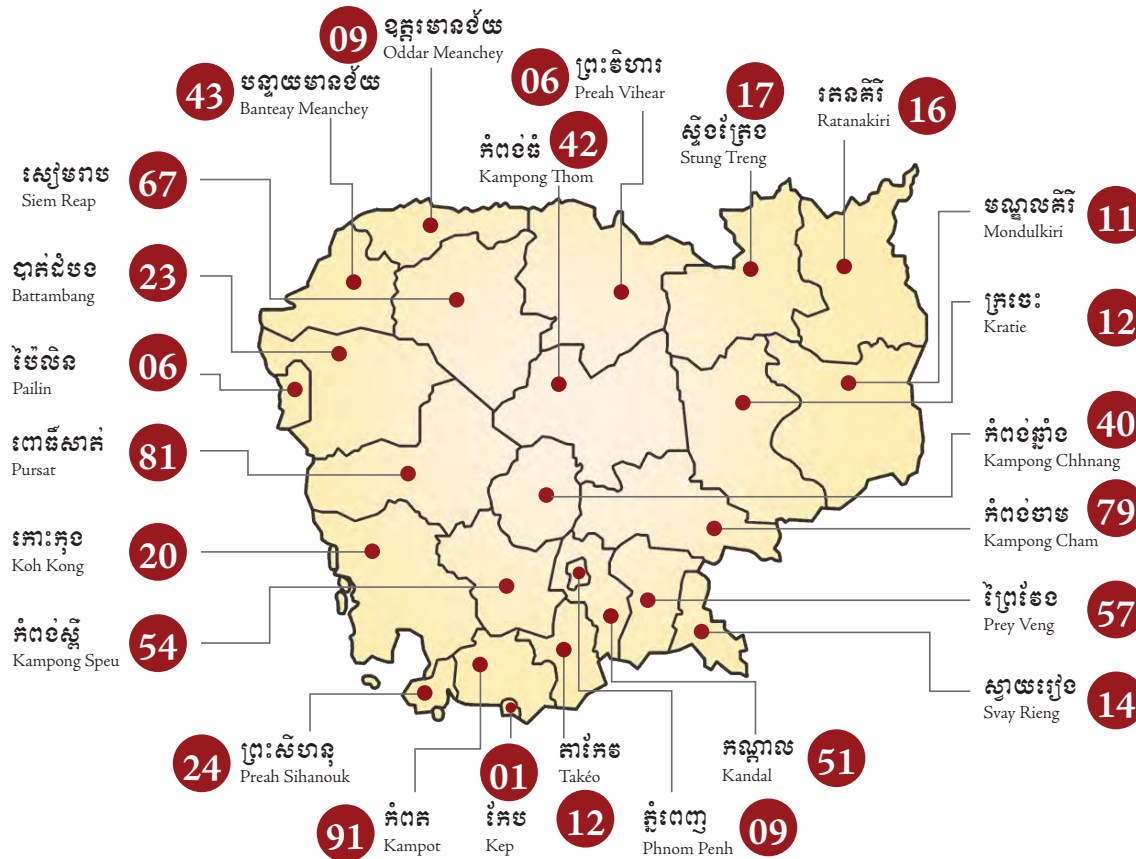 09
ឧត្តរមានជ័យ
Oddar Meanchey
43
បន្ទាយមានជ័យ
Banteay Meanchey
06
ព្រះវិហារ
Preah Vihear
17
ស្ទឹងត្រែង
Stung Treng
រតនគិរី
Ratanakiri
16
កំពង់ធំ
Kampong Thom
42
សៀមរាប
Siem Reap
67
មណ្ឌលគិរី
Mondulkiri
11
បាត់ដំបង
Battambang
23
ក្រចេះ
Kratie
12
ប៉ៃលិន
Pailin
06
កំពង់ឆ្នាំង
Kampong Chhnang
40
ពោធិ៍សាត់
Pursat
81
កំពង់ចាម
Kampong Cham
79
កោះកុង
Koh Kong
20
ព្រៃវែង
Prey Veng
57
កំពង់ស្ពឺ
Kampong Speu
54
ស្វាយរៀង
Svay Rieng
14
24
ព្រះសីហនុ
Preah Sihanouk
01
កែប
Kep
តាកែវ
Takéo
12
កណ្តាល
Kandal
51
91
កំពត
Kampot
ភ្នំពេញ
Phnom Penh
09